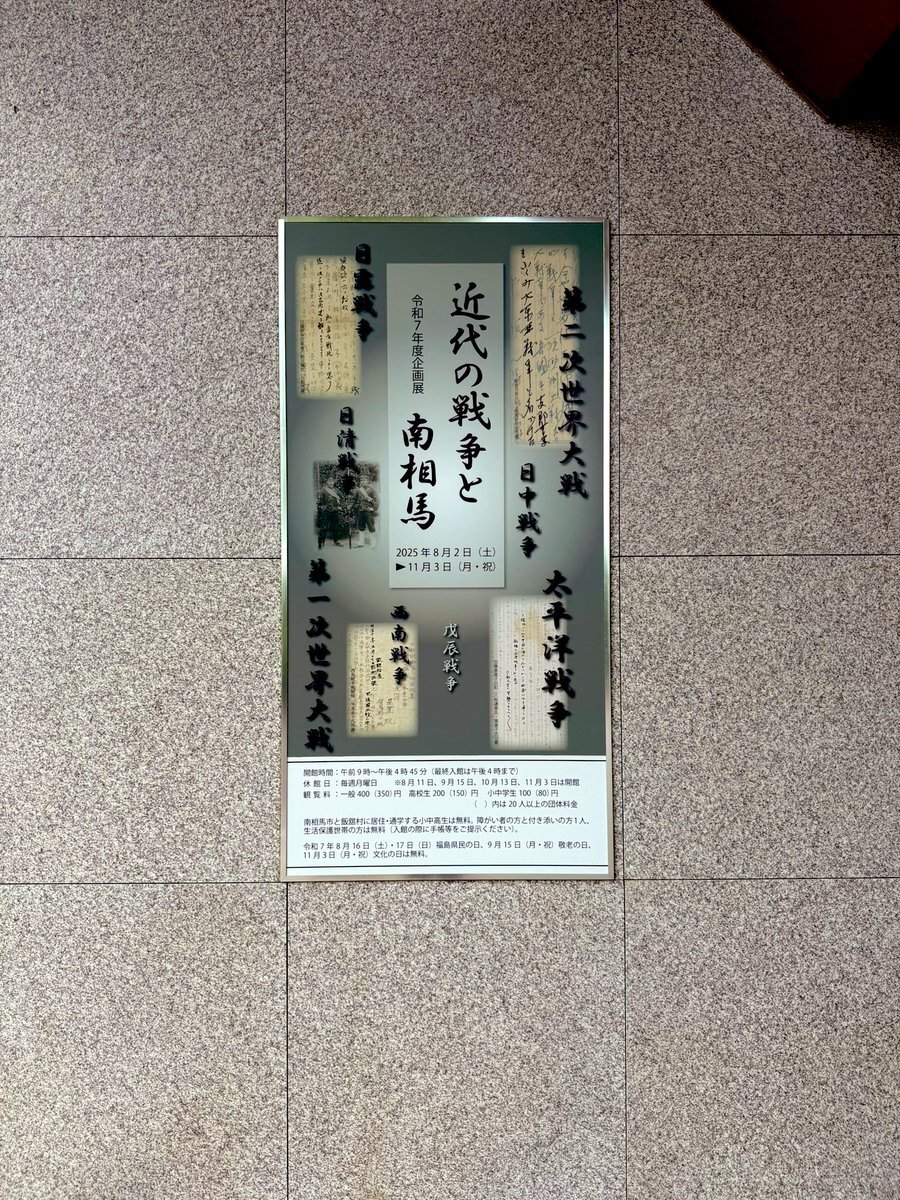 近代の戦争と
南相馬
令和7年度企画展
2025年8月2日（土）
▶11月3日（月・祝）
第二次世界大戦
日中戦争
太平洋戦争
日露戦争
日清戦争
戊辰戦争
西南戦争
第一次世界大戦
開館時間：午前9時～午後4時45分（最終入館は午後4時まで）
休館日：毎週月曜日　※8月11日、9月15日、10月13日、11月3日は開館
観覧料：一般400（350）円　高校生200（150）円　小中学生100（80）円
（　）内は20人以上の団体料金
南相馬市と飯舘村に居住・通学する小中高生は無料。障がい者の方と付き添いの方1人、
生活保護世帯の方は無料（入館の際に手帳等をご提示ください）。
令和7年8月16日（土）・17日（日）福島県民の日、9月15日（月・祝）敬老の日、
11月3日（月・祝）文化の日は無料。